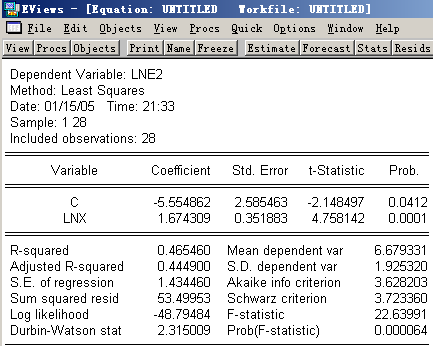 EViews - [Equation: UNTITLED Workfile: UNTITLED]
File Edit Objects View Procs Quick Options Window Help
View Procs Objects Print Name Freeze Estimate Forecast Stats Resids
Dependent Variable: LNE2
Method: Least Squares
Date: 01/15/05 Time: 21:33
Sample: 1 28
Included observations: 28
Variable Coefficient Std. Error t-Statistic Prob.
C -5.554862 2.585463 -2.148497 0.0412
LNX 1.674309 0.351883 4.758142 0.0001
R-squared 0.465460 Mean dependent var 6.679331
Adjusted R-squared 0.444900 S.D. dependent var 1.925320
S.E. of regression 1.434460 Akaike info criterion 3.628203
Sum squared resid 53.49953 Schwarz criterion 3.723360
Log likelihood -48.79484 F-statistic 22.63991
Durbin-Watson stat 2.315009 Prob(F-statistic) 0.000064